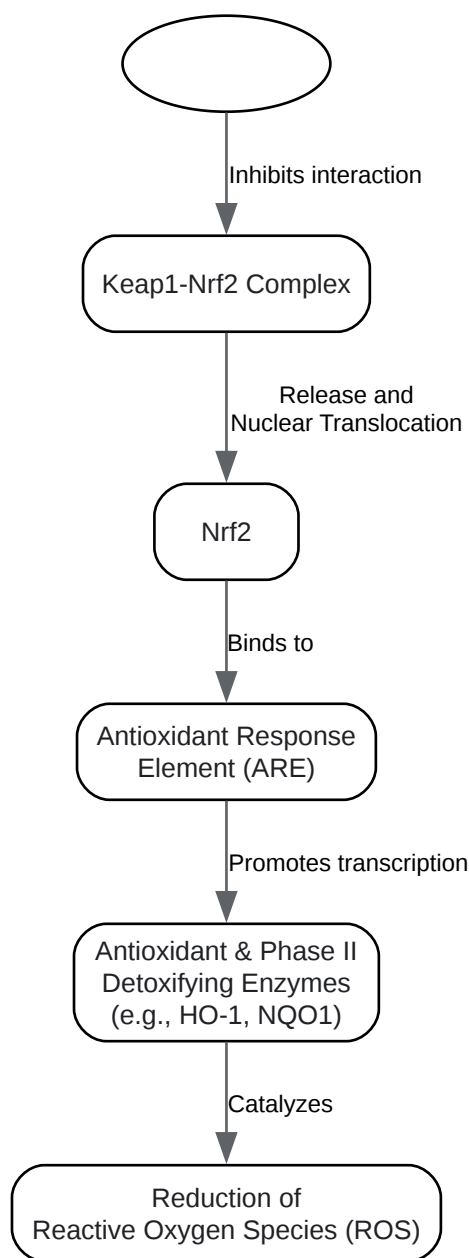 Inhibits interaction
Keap1-Nrf2 Complex
Release and
Nuclear Translocation
Nrf2
Binds to
Antioxidant Response
Element (ARE)
Promotes transcription
Antioxidant & Phase II
Detoxifying Enzymes
(e.g., HO-1, NQO1)
Catalyzes
Reduction of
Reactive Oxygen Species (ROS)